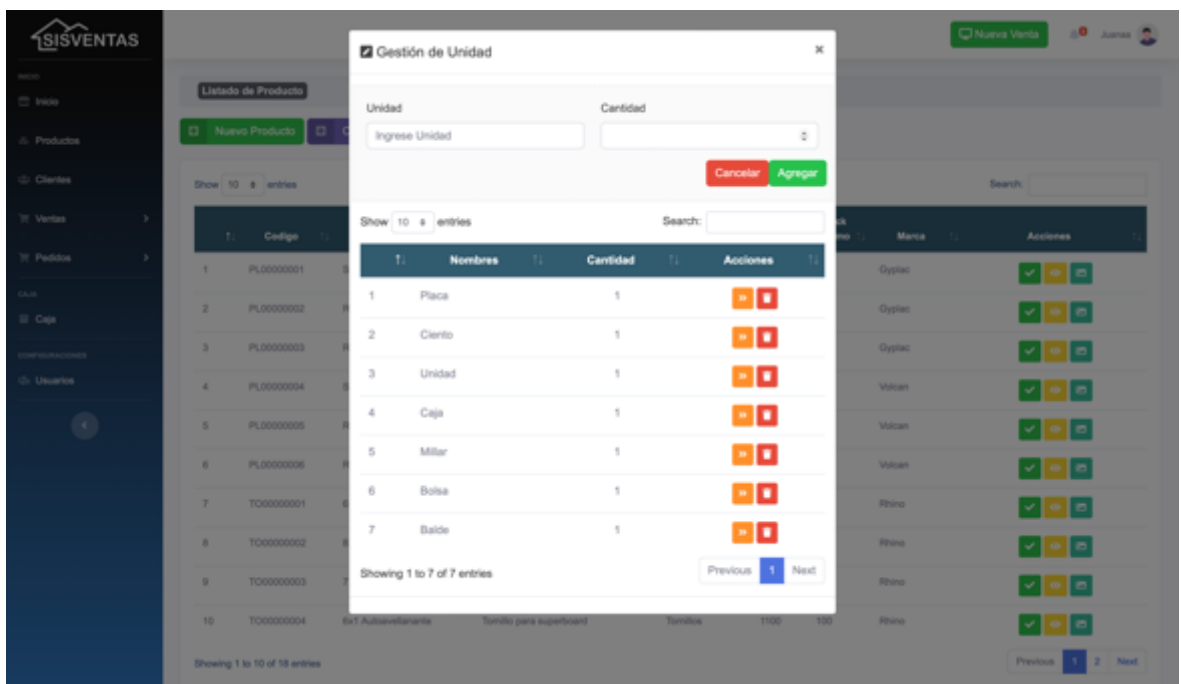 SISVENTAS
Nueva Venta 0 Juanaa
INICIO
Inicio
Productos
Clientes
Ventas
Pedidos
CAJA
Caja
CONFIGURACIONES
Usuarios
Listado de Producto
Nuevo Producto
Show 10 entries
Search:
Codigo Marca Acciones
1 PL00000001 Gyplac
2 PL00000002 Gyplac
3 PL00000003 Gyplac
4 PL00000004 Volcan
5 PL00000005 Volcan
6 PL00000006 Volcan
7 TO00000001 Rhino
8 TO00000002 Rhino
9 TO00000003 Rhino
10 TO00000004 6x1 Autoavellanante Tornillo para superboard Tornillos 1100 100 Rhino
Showing 1 to 10 of 18 entries
Previous 1 2 Next
Gestión de Unidad
Unidad Cantidad
Ingrese Unidad
Cancelar Agregar
Show 10 entries Search:
Nombres Cantidad Acciones
1 Placa 1
2 Ciento 1
3 Unidad 1
4 Caja 1
5 Millar 1
6 Bolsa 1
7 Balde 1
Showing 1 to 7 of 7 entries
Previous 1 Next